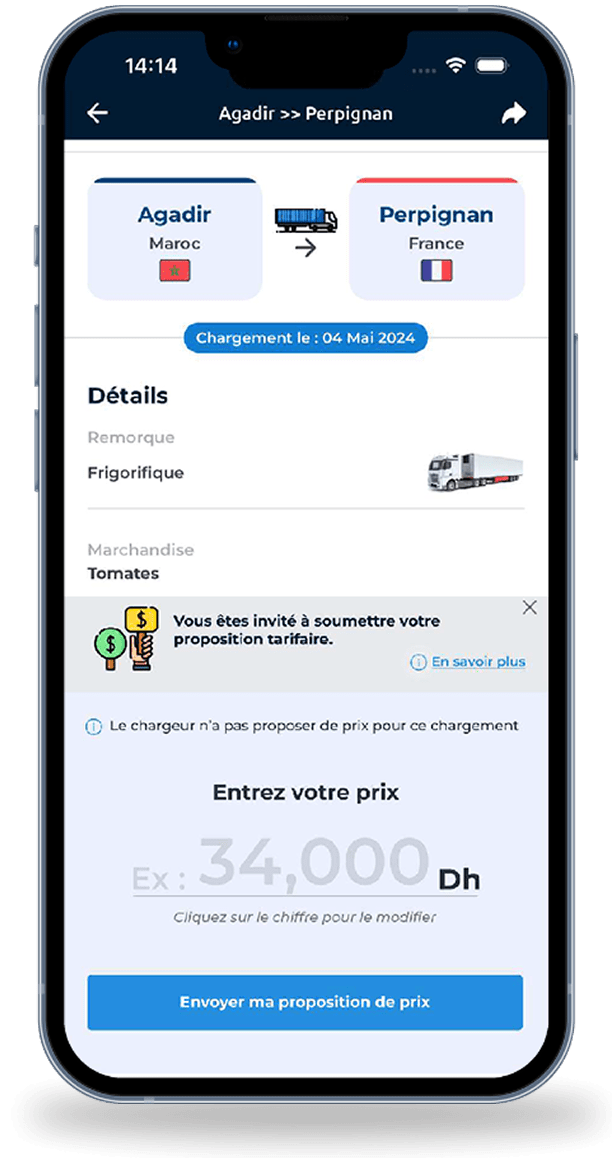 14:14
Agadir >> Perpignan
Agadir
Maroc
Perpignan
France
Chargement le : 04 Mai 2024
Détails
Remorque
Frigorifique
Marchandise
Tomates
$
$
Vous êtes invité à soumettre votre
proposition tarifaire.
En savoir plus
Le chargeur n'a pas proposer de prix pour ce chargement
Entrez votre prix
Ex : 34,000 Dh
Cliquez sur le chiffre pour le modifier
Envoyer ma proposition de prix